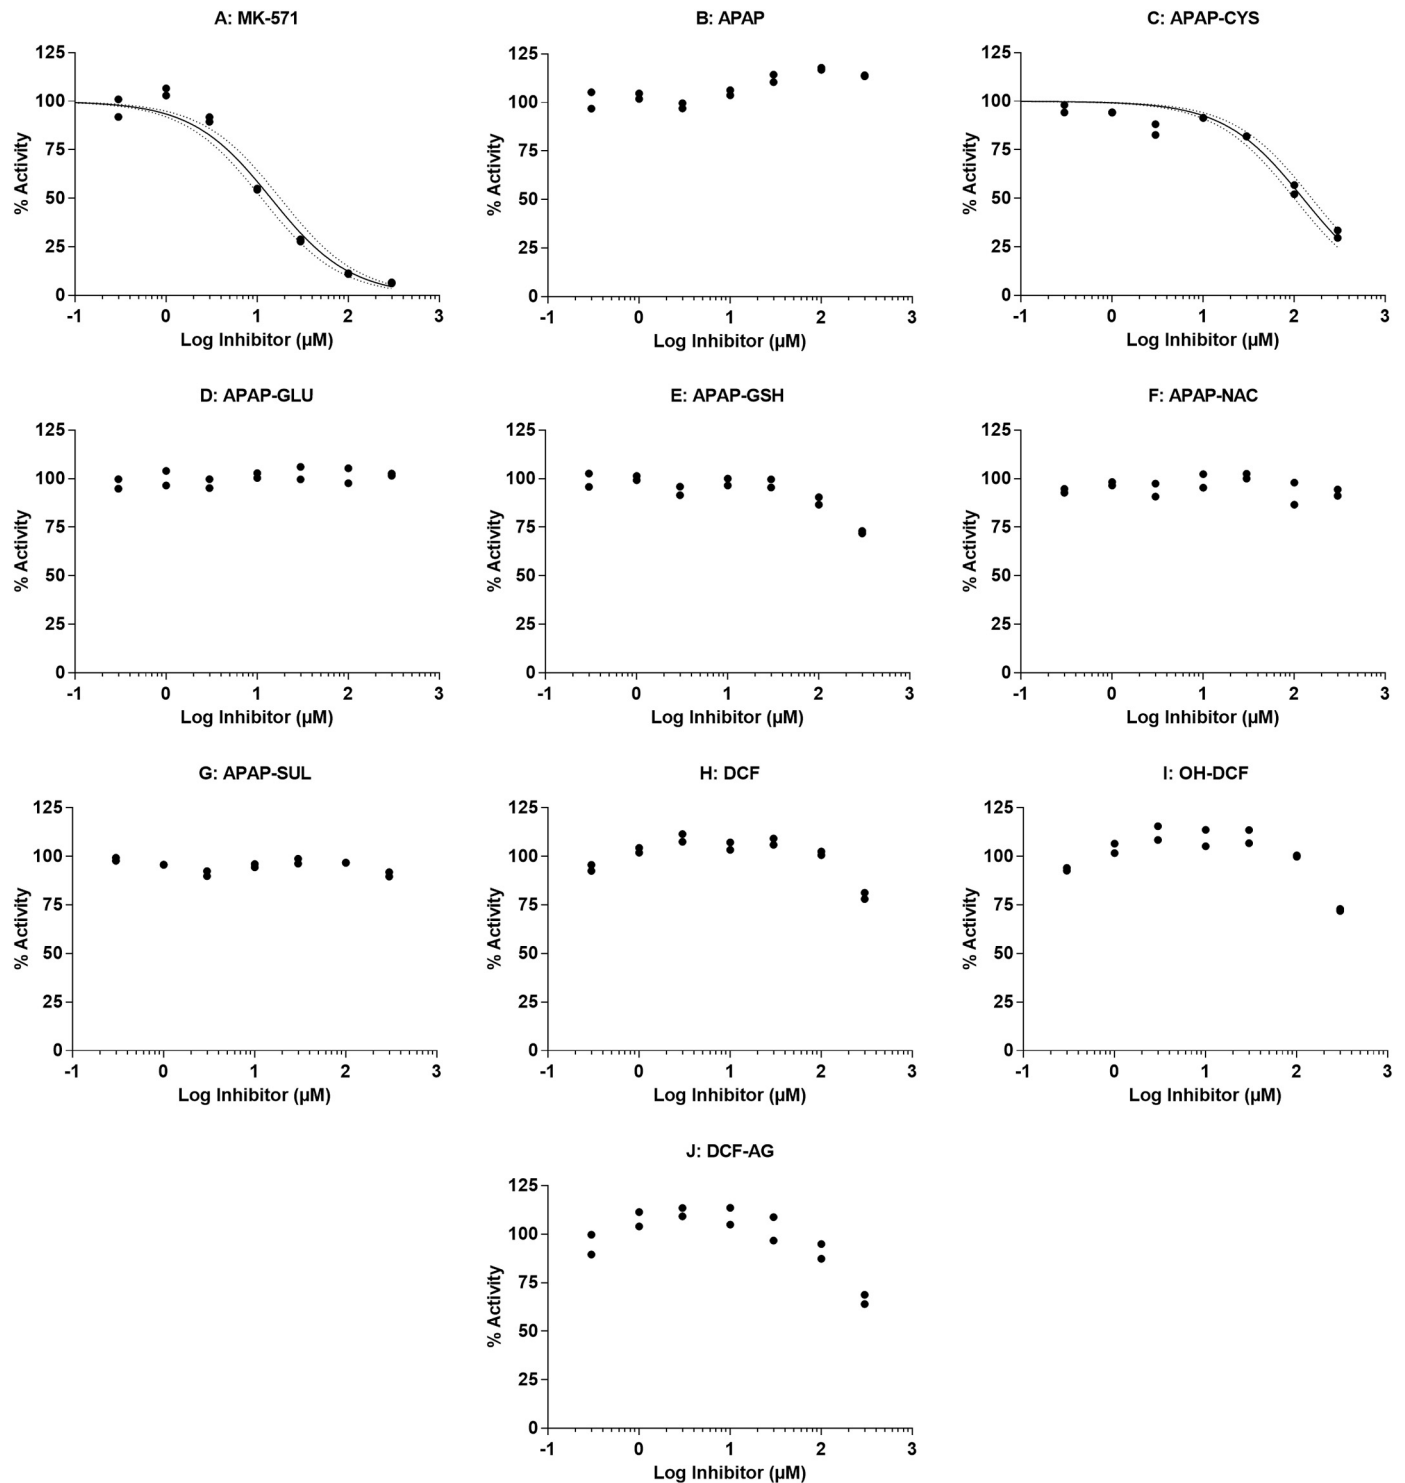 A: MK-571
125
100
75
50
25
0
% Activity
-1 0 1 2 3
Log Inhibitor (µM)
B: APAP
125
100
75
50
25
0
% Activity
-1 0 1 2 3
Log Inhibitor (µM)
C: APAP-CYS
125
100
75
50
25
0
% Activity
-1 0 1 2 3
Log Inhibitor (µM)
D: APAP-GLU
125
100
75
50
25
0
% Activity
-1 0 1 2 3
Log Inhibitor (µM)
E: APAP-GSH
125
100
75
50
25
0
% Activity
-1 0 1 2 3
Log Inhibitor (µM)
F: APAP-NAC
125
100
75
50
25
0
% Activity
-1 0 1 2 3
Log Inhibitor (µM)
G: APAP-SUL
125
100
75
50
25
0
% Activity
-1 0 1 2 3
Log Inhibitor (µM)
H: DCF
125
100
75
50
25
0
% Activity
-1 0 1 2 3
Log Inhibitor (µM)
I: OH-DCF
125
100
75
50
25
0
% Activity
-1 0 1 2 3
Log Inhibitor (µM)
J: DCF-AG
125
100
75
50
25
0
% Activity
-1 0 1 2 3
Log Inhibitor (µM)